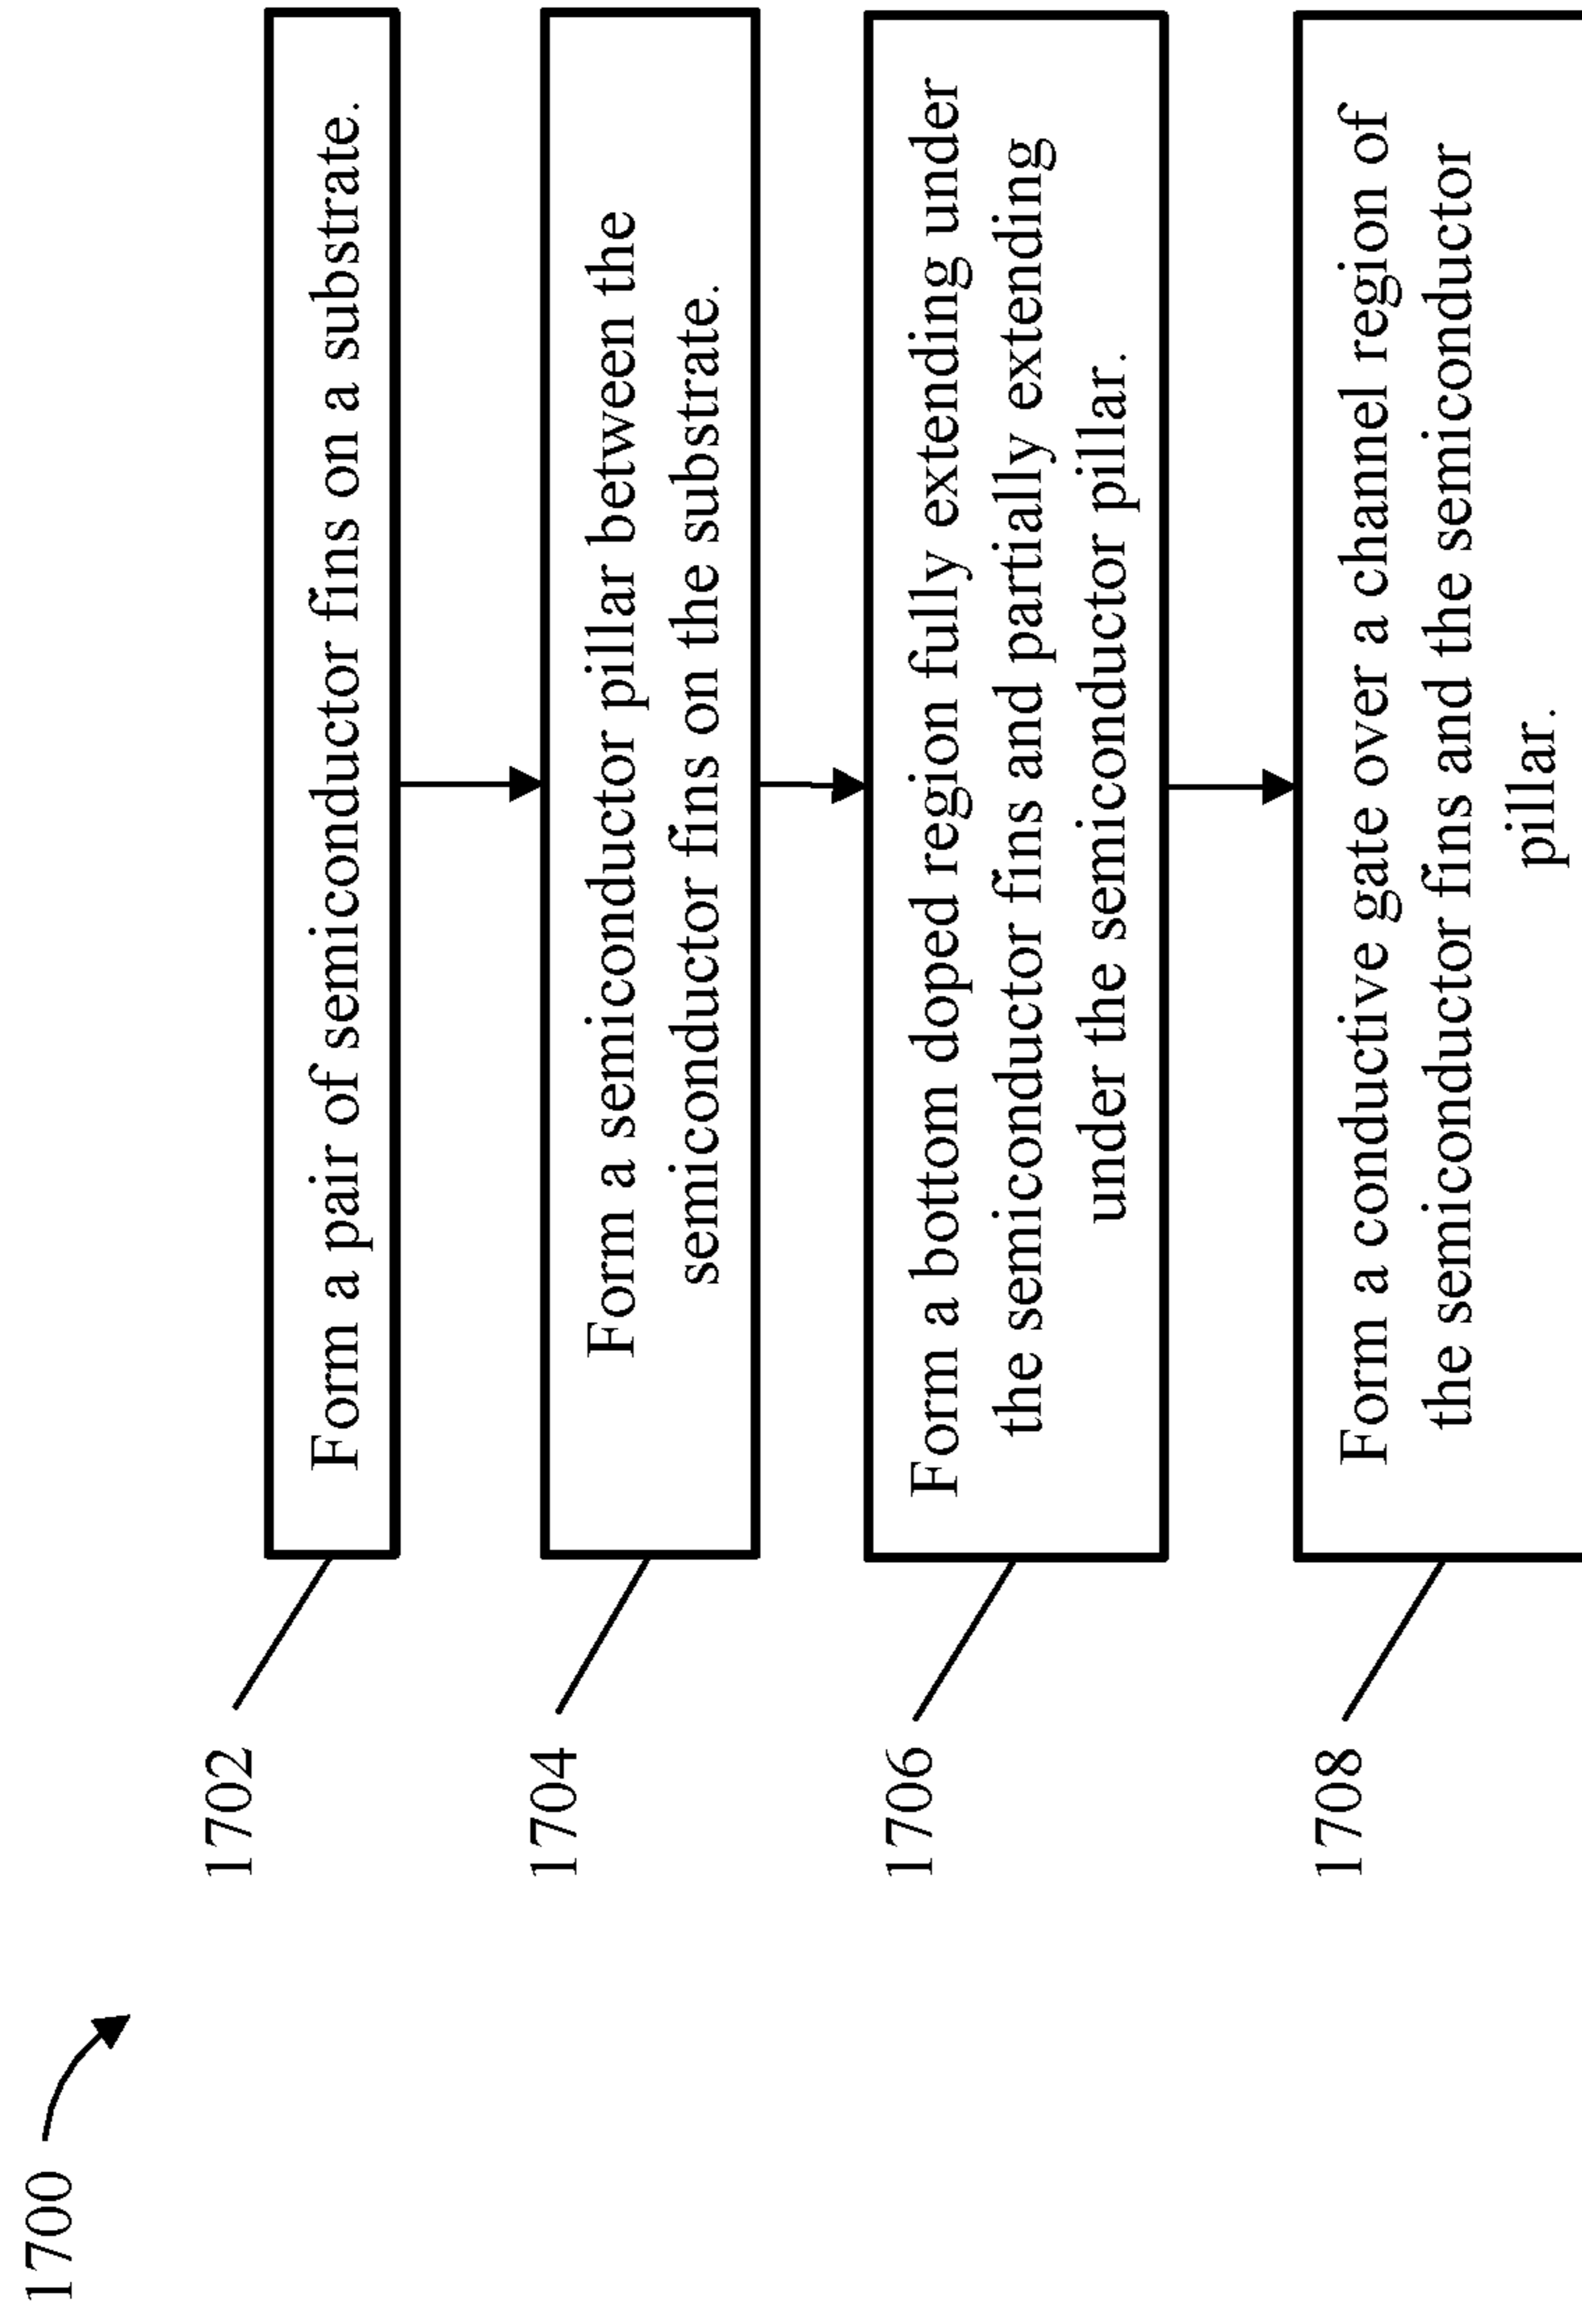 1700
1702
Form a pair of semiconductor fins on a substrate.
1704
Form a semiconductor pillar between the
semiconductor fins on the substrate.
1706
Form a bottom doped region fully extending under
the semiconductor fins and partially extending
under the semiconductor pillar.
1708
Form a conductive gate over a channel region of
the semiconductor fins and the semiconductor
pillar.